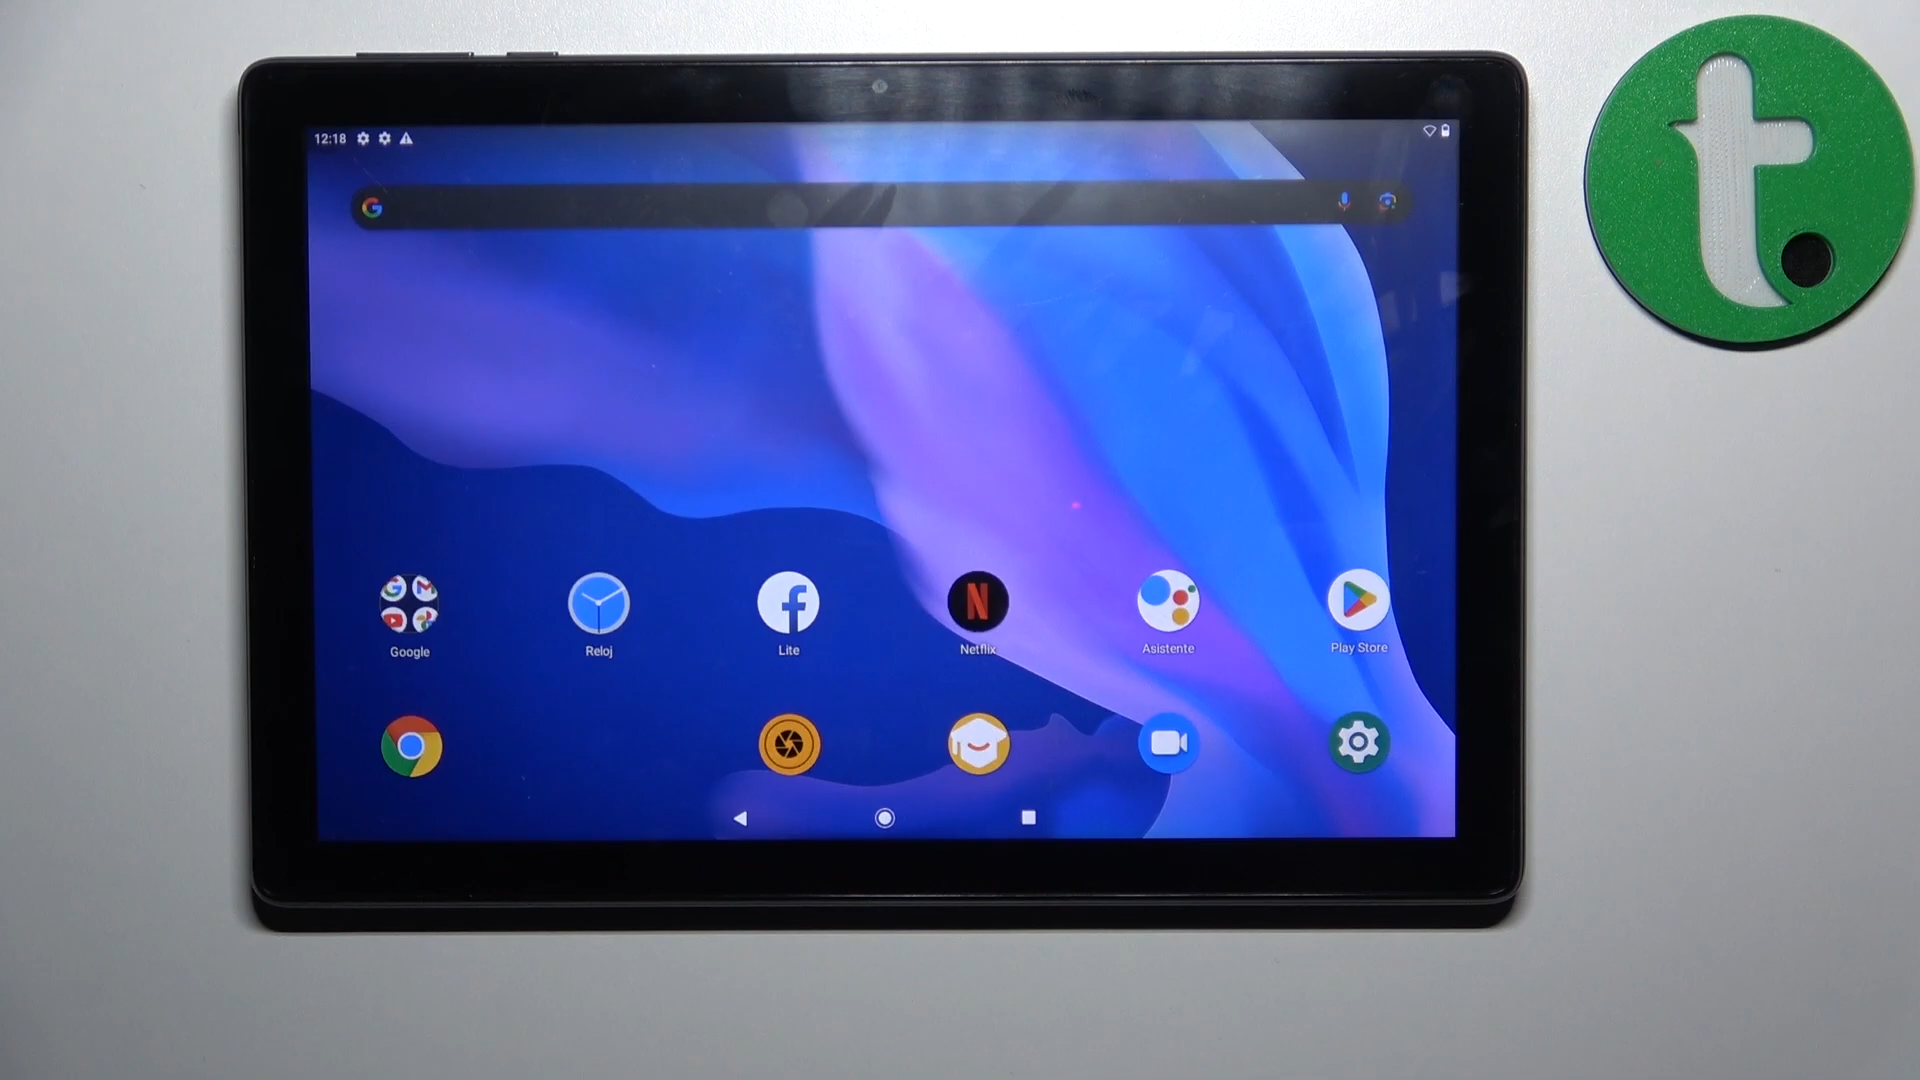 12:18
Google
Reloj
Lite
Netflix
Asistente
Play Store
t.